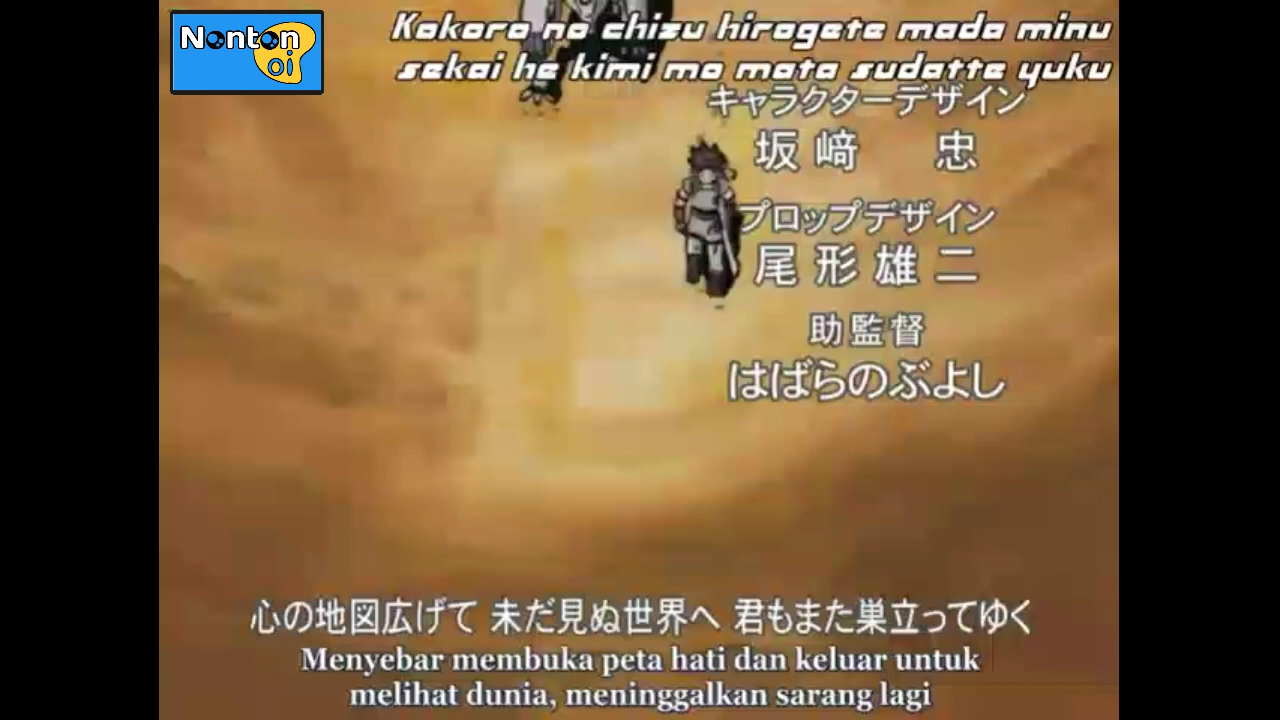 Nonton
oi
Kokoro no chizu hirogete mada minu
sekai he kimi mo mata sudatte yuku
キャラクターデザイン
坂﨑 忠
プロップデザイン
尾形雄二
助監督
はばらのぶよし
心の地図広げて 未だ見ぬ世界へ 君もまた巣立ってゆく
Menyebar membuka peta hati dan keluar untuk
melihat dunia, meninggalkan sarang lagi